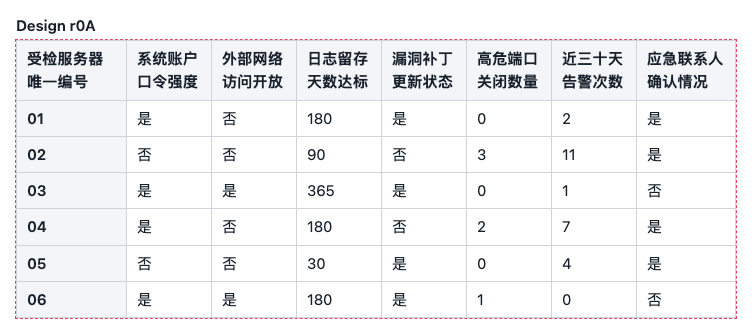 Design r0A
受检服务器唯一编号 系统账户口令强度 外部网络访问开放 日志留存天数达标 漏洞补丁更新状态 高危端口关闭数量 近三十天告警次数 应急联系人确认情况
01 是 否 180 是 0 2 是
02 否 否 90 否 3 11 是
03 是 是 365 是 0 1 否
04 是 否 180 否 2 7 是
05 否 否 30 是 0 4 是
06 是 是 180 是 1 0 否